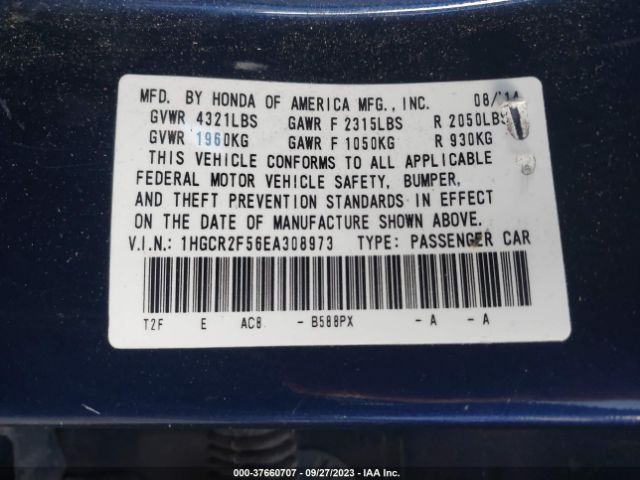 MFD. BY HONDA OF AMERICA MFG., INC. 08/14
GVWR 4321LBS GAWR F 2315LBS R 2050LBS
GVWR 1960KG GAWR F 1050KG R 930KG
THIS VEHICLE CONFORMS TO ALL APPLICABLE
FEDERAL MOTOR VEHICLE SAFETY, BUMPER,
AND THEFT PREVENTION STANDARDS IN EFFECT
ON THE DATE OF MANUFACTURE SHOWN ABOVE.
V.I.N.: 1HGCR2F56EA308973 TYPE: PASSENGER CAR
T2F E AC8 - B588PX - A - A
000-37660707 - 09/27/2023 - IAA Inc.